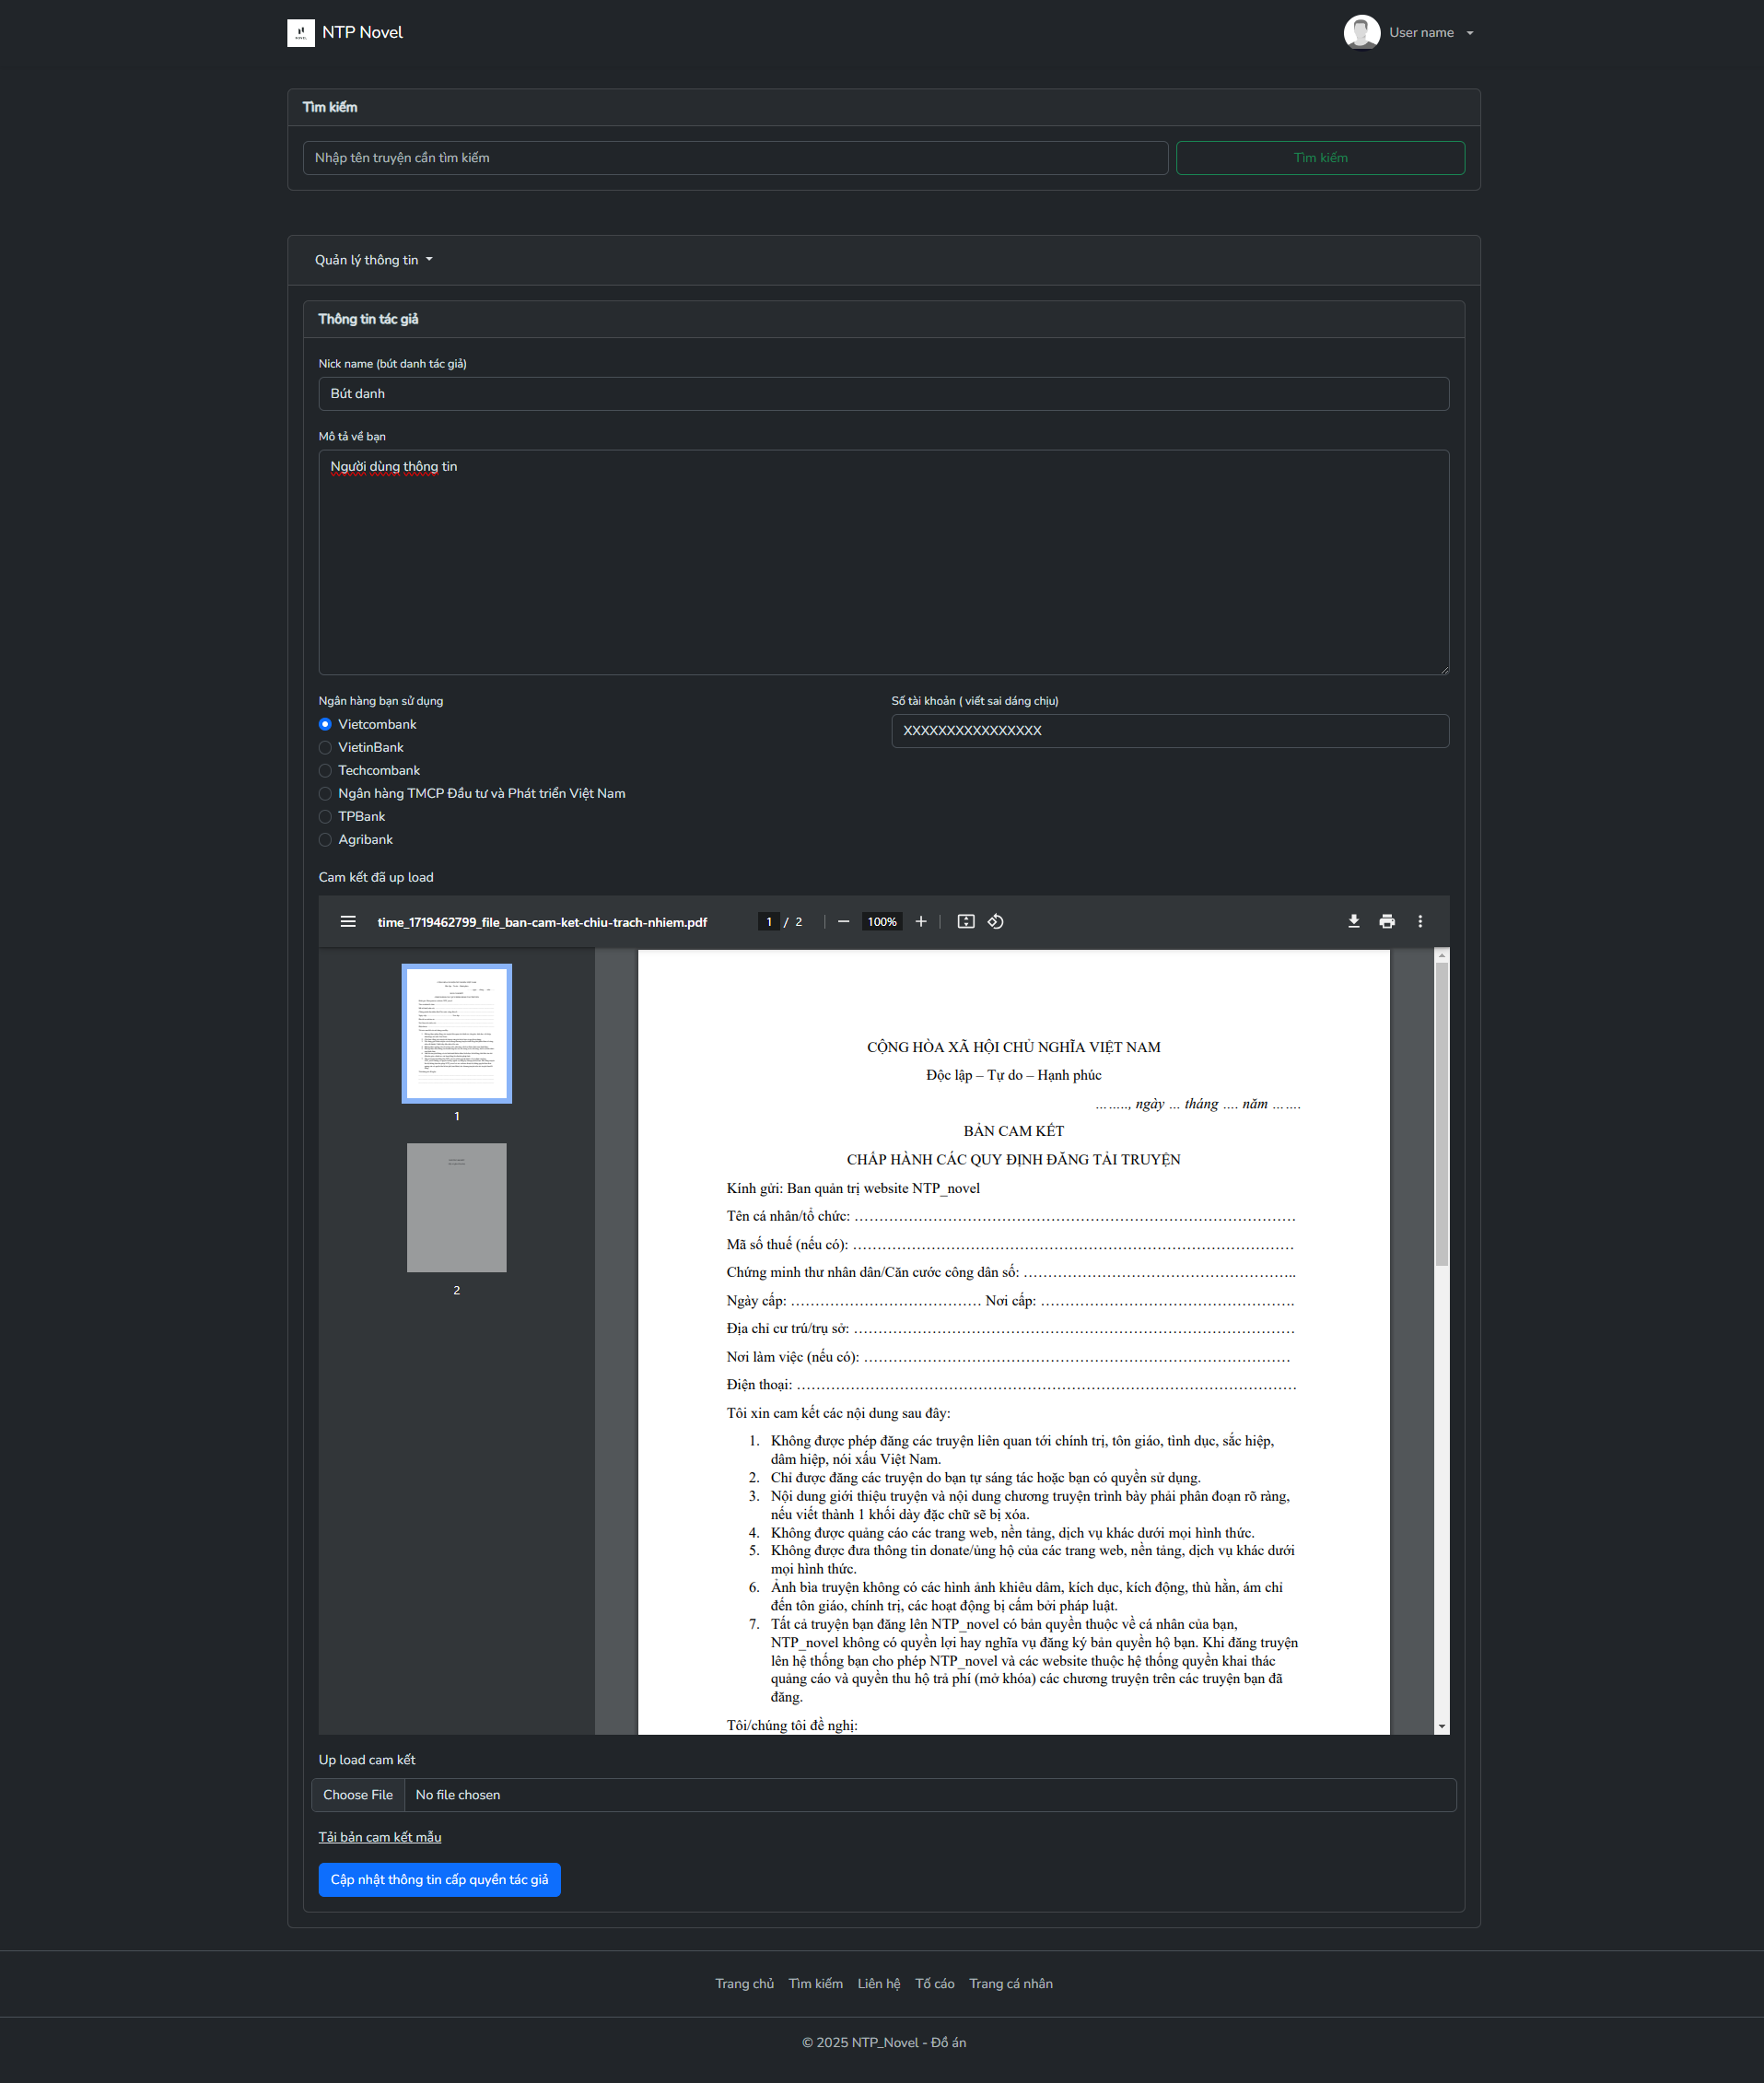 NTP Novel
User name
Tìm kiếm
Nhập tên truyện cần tìm kiếm
Tìm kiếm
Quản lý thông tin
Thông tin tác giả
Nick name (bút danh tác giả)
Bút danh
Mô tả về bạn
Người dùng thông tin
Ngân hàng bạn sử dụng
Vietcombank
VietinBank
Techcombank
Ngân hàng TMCP Đầu tư và Phát triển Việt Nam
TPBank
Agribank
Số tài khoản ( viết sai dáng chịu)
XXXXXXXXXXXXXXXX
Cam kết đã up load
time_1719462799_file_ban-cam-ket-chiu-trach-nhiem.pdf
1 / 2
100%
1
2
CỘNG HÒA XÃ HỘI CHỦ NGHĨA VIỆT NAM
Độc lập – Tự do – Hạnh phúc
…….., ngày … tháng …. năm …….
BẢN CAM KẾT
CHẤP HÀNH CÁC QUY ĐỊNH ĐĂNG TẢI TRUYỆN
Kính gửi: Ban quản trị website NTP_novel
Tên cá nhân/tổ chức: ………………………………………………………………………………
Mã số thuế (nếu có): ………………………………………………………………………………
Chứng minh thư nhân dân/Căn cước công dân số: ………………………………………………..
Ngày cấp: ………………………………… Nơi cấp: …………………………………………….
Địa chỉ cư trú/trụ sở: ………………………………………………………………………………
Nơi làm việc (nếu có): ……………………………………………………………………………
Điện thoại: …………………………………………………………………………………………
Tôi xin cam kết các nội dung sau đây:
1. Không được phép đăng các truyện liên quan tới chính trị, tôn giáo, tình dục, sắc hiệp,
dâm hiệp, nói xấu Việt Nam.
2. Chỉ được đăng các truyện do bạn tự sáng tác hoặc bạn có quyền sử dụng.
3. Nội dung giới thiệu truyện và nội dung chương truyện trình bày phải phân đoạn rõ ràng,
nếu viết thành 1 khối dày đặc chữ sẽ bị xóa.
4. Không được quảng cáo các trang web, nền tảng, dịch vụ khác dưới mọi hình thức.
5. Không được đưa thông tin donate/ủng hộ của các trang web, nền tảng, dịch vụ khác dưới
mọi hình thức.
6. Ảnh bìa truyện không có các hình ảnh khiêu dâm, kích dục, kích động, thù hằn, ám chỉ
đến tôn giáo, chính trị, các hoạt động bị cấm bởi pháp luật.
7. Tất cả truyện bạn đăng lên NTP_novel có bản quyền thuộc về cá nhân của bạn,
NTP_novel không có quyền lợi hay nghĩa vụ đăng ký bản quyền hộ bạn. Khi đăng truyện
lên hệ thống bạn cho phép NTP_novel và các website thuộc hệ thống quyền khai thác
quảng cáo và quyền thu hộ trả phí (mở khóa) các chương truyện trên các truyện bạn đã
đăng.
Tôi/chúng tôi đề nghị:
Up load cam kết
Choose File No file chosen
Tải bản cam kết mẫu
Cập nhật thông tin cấp quyền tác giả
Trang chủ Tìm kiếm Liên hệ Tố cáo Trang cá nhân
© 2025 NTP_Novel - Đồ án